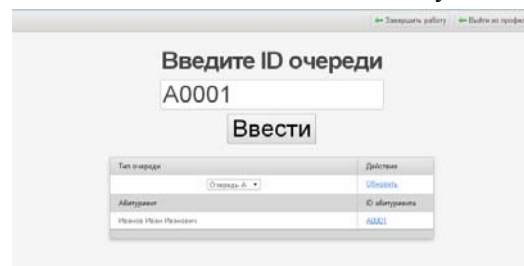 Завершить работу Выйти из профи
Введите ID очереди
A0001
Ввести
Тип очереди Действия
Очередь A Обновить
Абитуриент ID абитуриента
Иванов Иван Иванович A0001